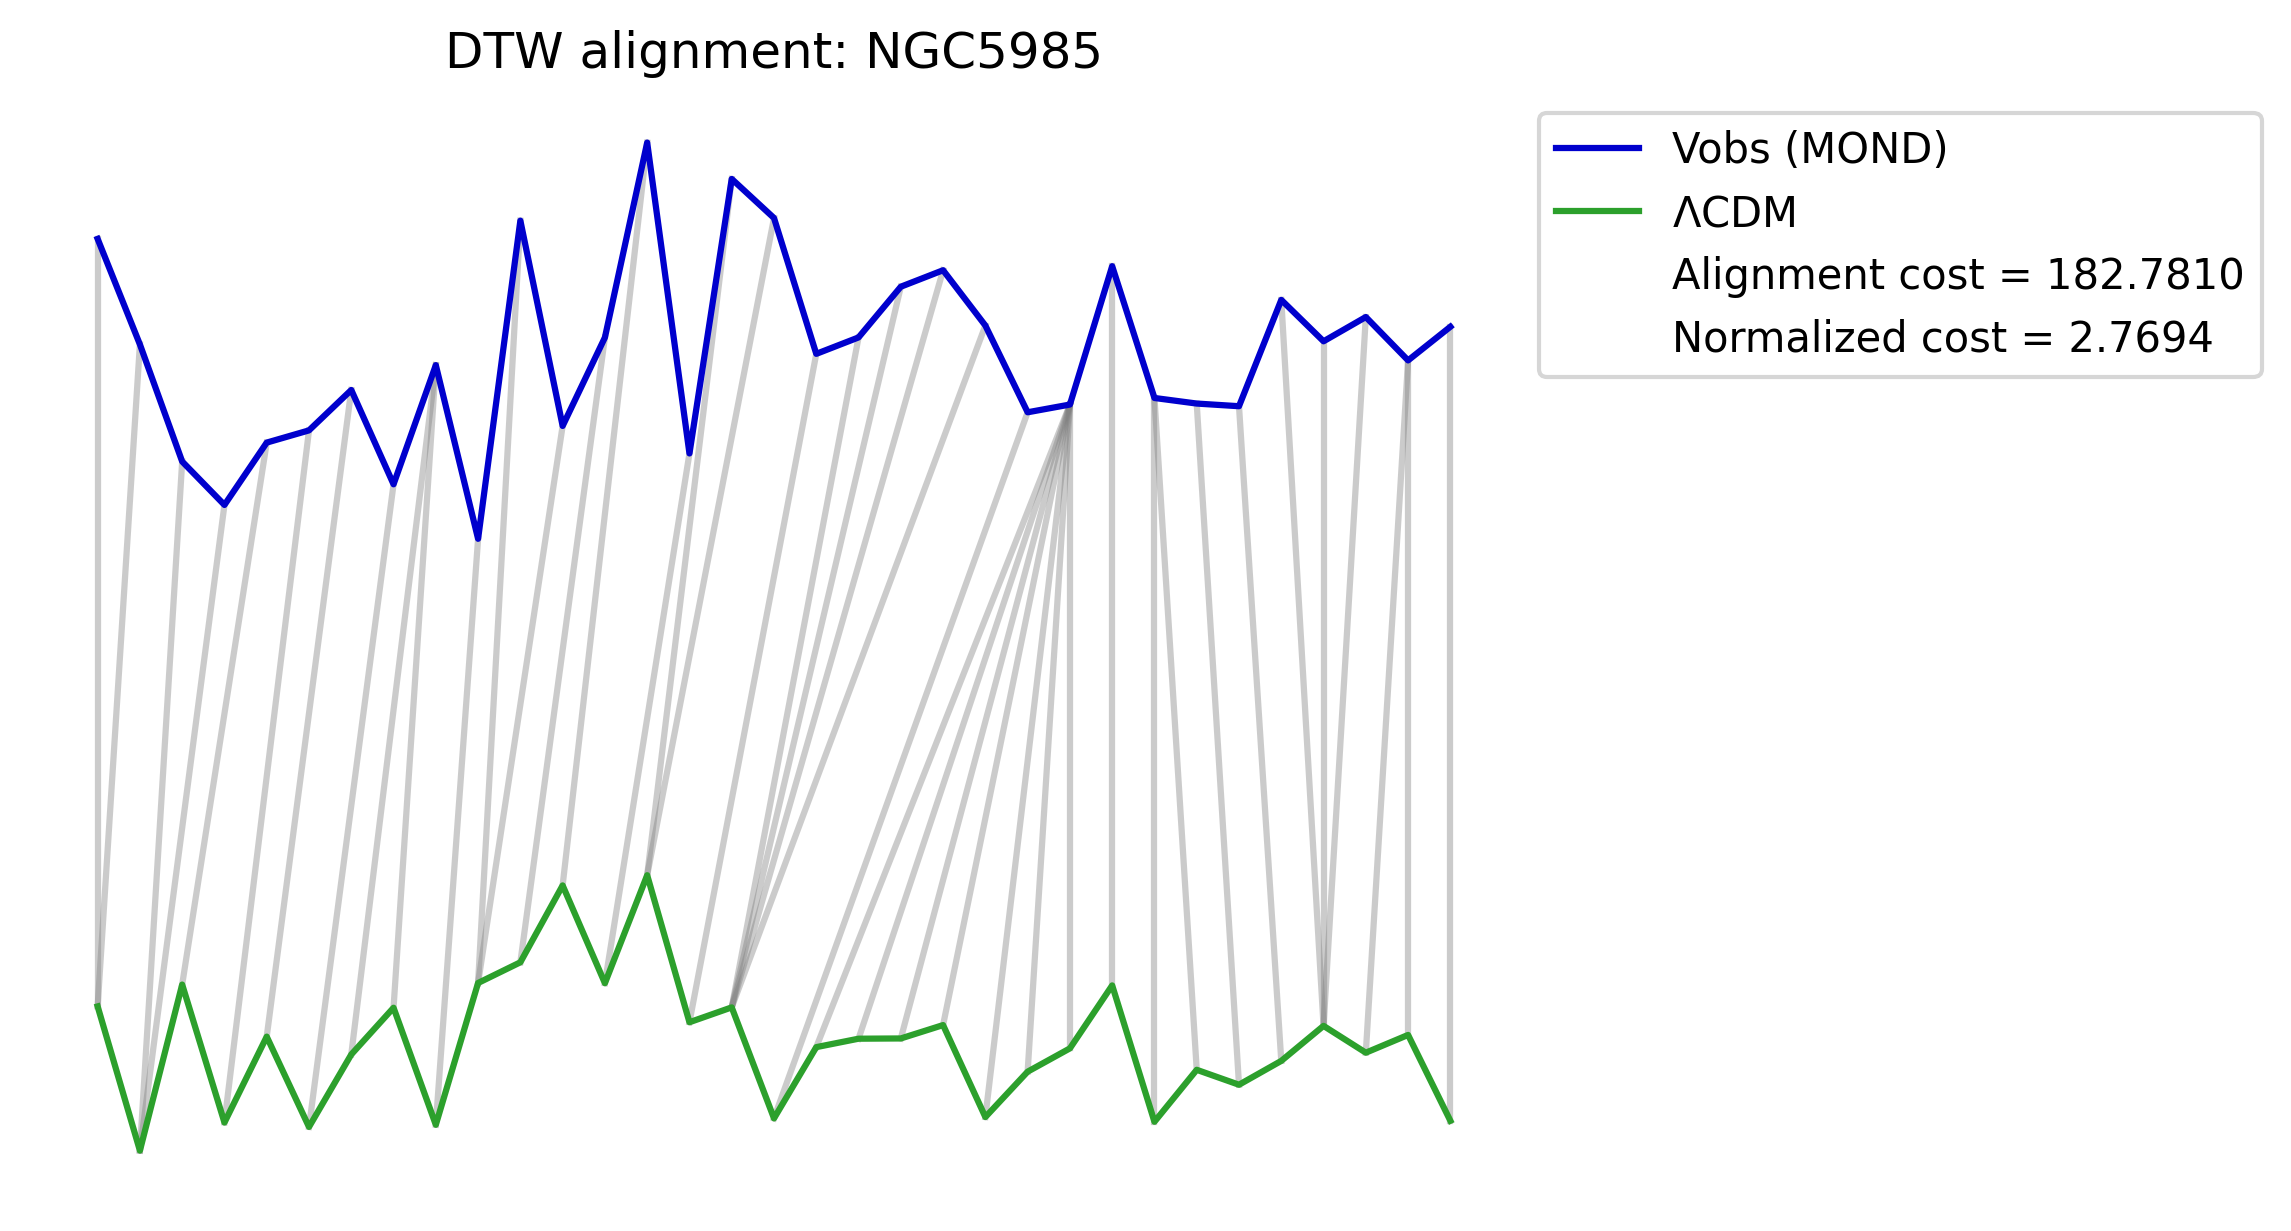 DTW alignment: NGC5985
Vobs (MOND)
ΛCDM
Alignment cost = 182.7810
Normalized cost = 2.7694